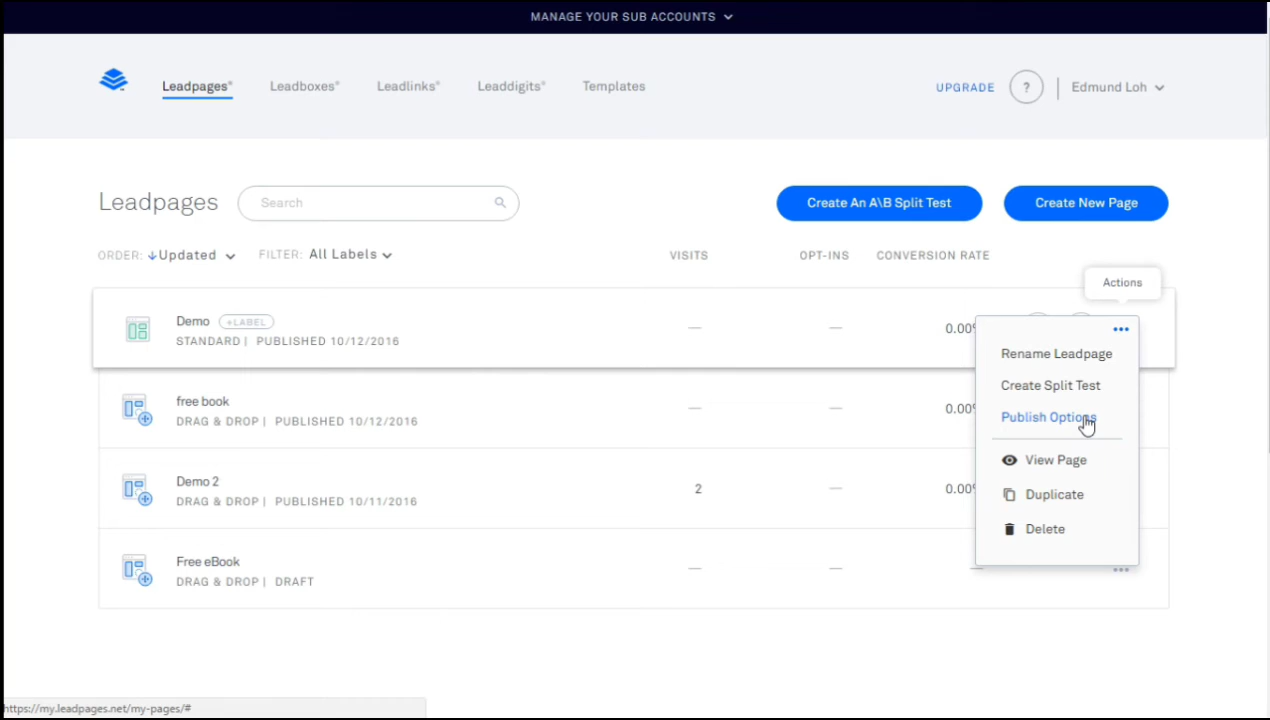 MANAGE YOUR SUB ACCOUNTS
Leadpages® Leadboxes® Leadlinks® Leaddigits® Templates UPGRADE ? Edmund Loh
Leadpages Search Create An A\B Split Test Create New Page
ORDER: Updated FILTER: All Labels VISITS OPT-INS CONVERSION RATE
Actions
Demo +LABEL
STANDARD | PUBLISHED 10/12/2016 — — 0.00%
Rename Leadpage
Create Split Test
Publish Options
View Page
Duplicate
Delete
free book
DRAG & DROP | PUBLISHED 10/12/2016 — — 0.00%
Demo 2
DRAG & DROP | PUBLISHED 10/11/2016 2 — 0.00%
Free eBook
DRAG & DROP | DRAFT — — —
https://my.leadpages.net/my-pages/#